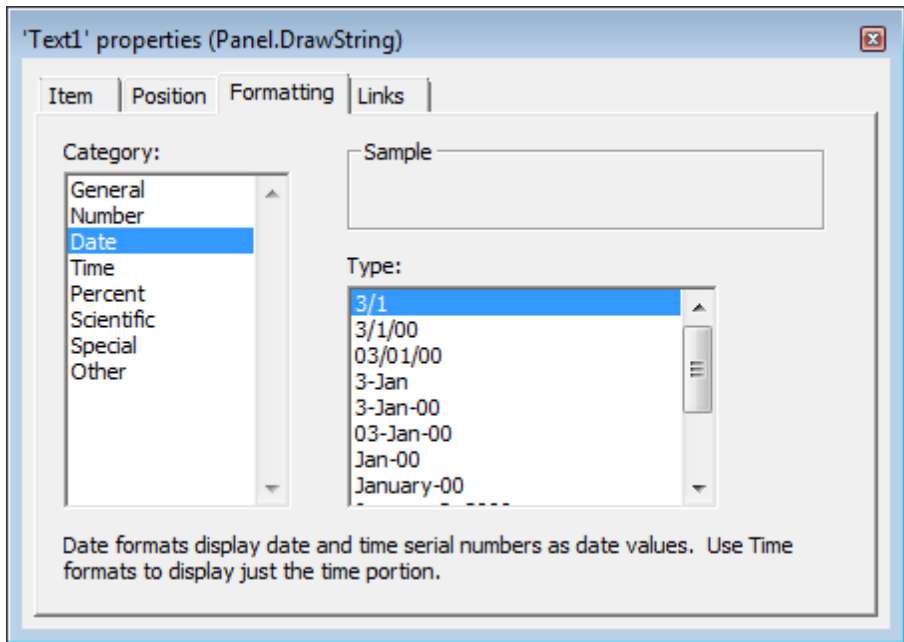 'Text1' properties (Panel.DrawString)
Item
Position
Formatting
Links
Category:
General
Number
Date
Time
Percent
Scientific
Special
Other
Sample
Type:
3/1
3/1/00
03/01/00
3-Jan
3-Jan-00
03-Jan-00
Jan-00
January-00
Date formats display date and time serial numbers as date values.  Use Time
formats to display just the time portion.